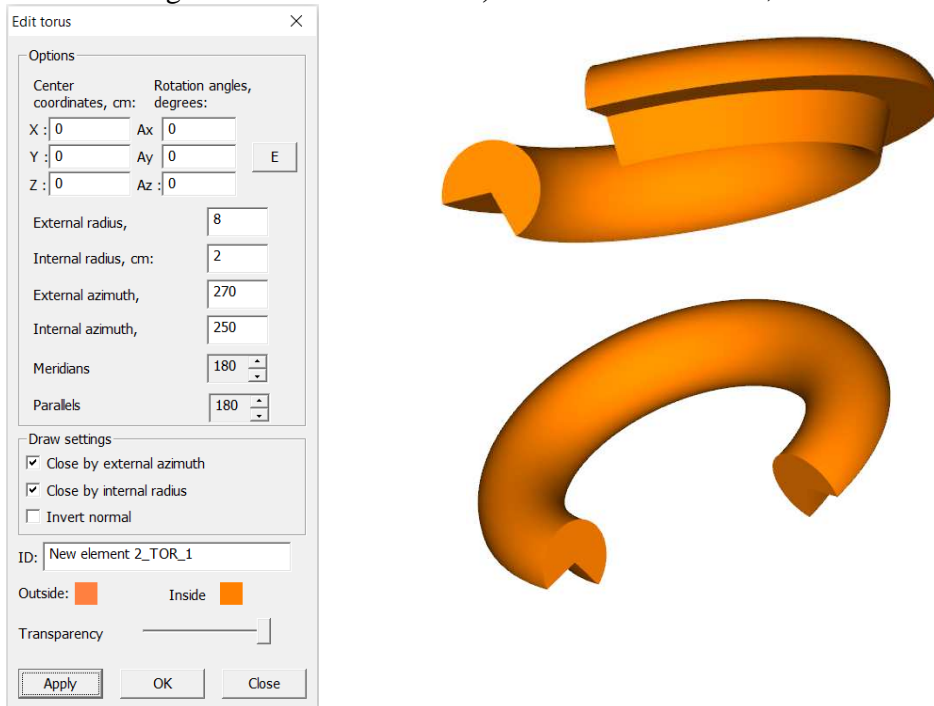 Edit torus
Options
Center coordinates, cm:
Rotation angles, degrees:
X : 0 Ax 0
Y : 0 Ay 0 E
Z : 0 Az : 0
External radius, 8
Internal radius, cm: 2
External azimuth, 270
Internal azimuth, 250
Meridians 180
Parallels 180
Draw settings
Close by external azimuth
Close by internal radius
Invert normal
ID: New element 2_TOR_1
Outside: Inside
Transparency
Apply OK Close